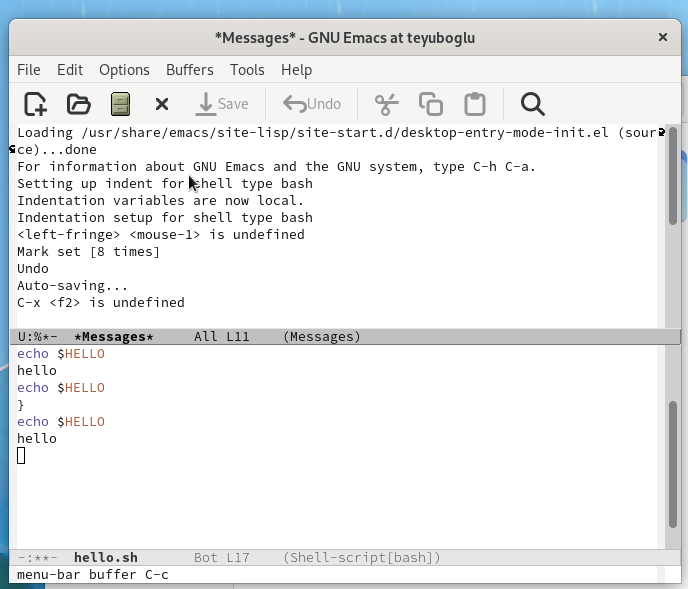 *Messages* - GNU Emacs at teyuboglu
File Edit Options Buffers Tools Help
Save Undo
Loading /usr/share/emacs/site-lisp/site-start.d/desktop-entry-mode-init.el (sour
ce)...done
For information about GNU Emacs and the GNU system, type C-h C-a.
Setting up indent for shell type bash
Indentation variables are now local.
Indentation setup for shell type bash
<left-fringe> <mouse-1> is undefined
Mark set [8 times]
Undo
Auto-saving...
C-x <f2> is undefined
U:%*- *Messages* All L11 (Messages)
echo $HELLO
hello
echo $HELLO
}
echo $HELLO
hello
-:**- hello.sh Bot L17 (Shell-script[bash])
menu-bar buffer C-c